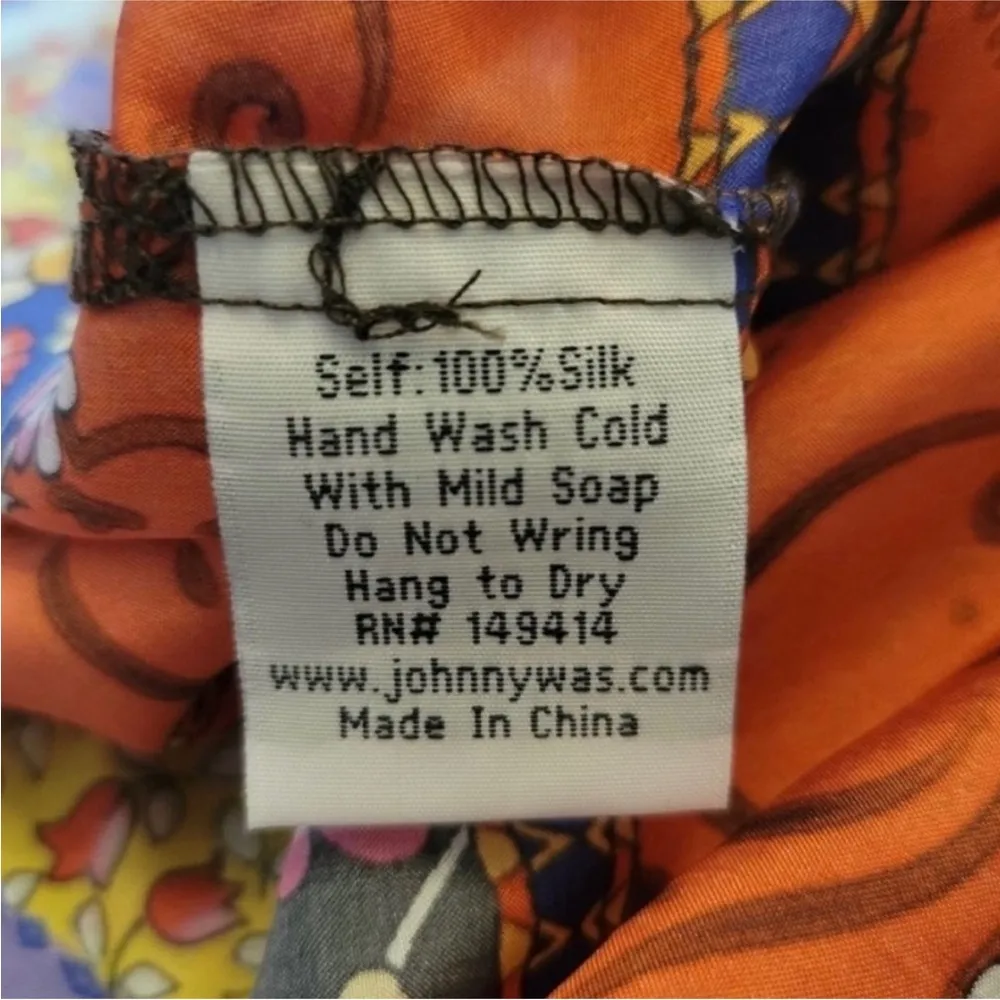 Self:100%Silk
Hand Wash Cold
With Mild Soap
Do Not Wring
Hang to Dry
RN# 149414
www.johnnywas.com
Made In China